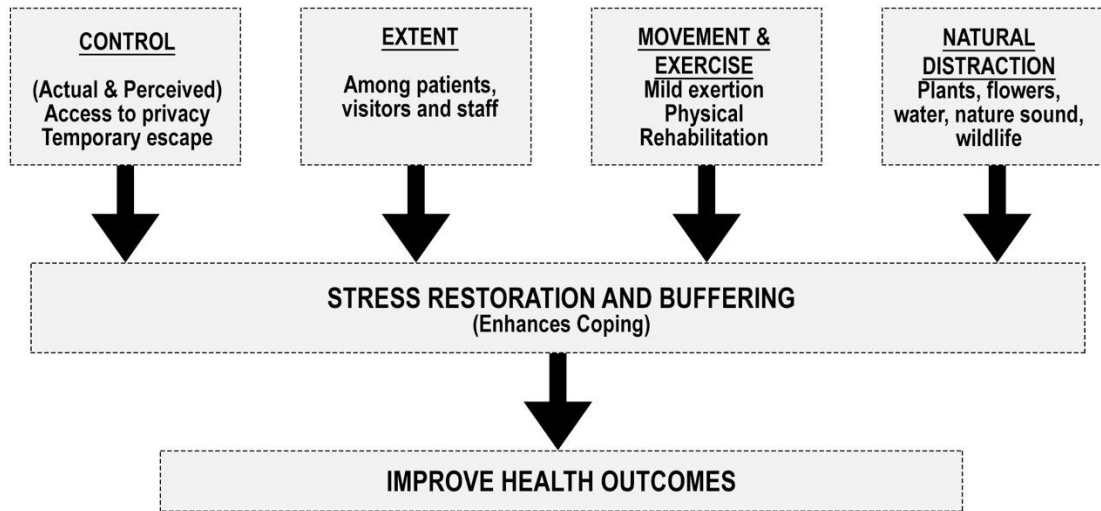 CONTROL
(Actual & Perceived)
Access to privacy
Temporary escape
EXTENT
Among patients,
visitors and staff
MOVEMENT &
EXERCISE
Mild exertion
Physical
Rehabilitation
NATURAL
DISTRACTION
Plants, flowers,
water, nature sound,
wildlife
STRESS RESTORATION AND BUFFERING
(Enhances Coping)
IMPROVE HEALTH OUTCOMES